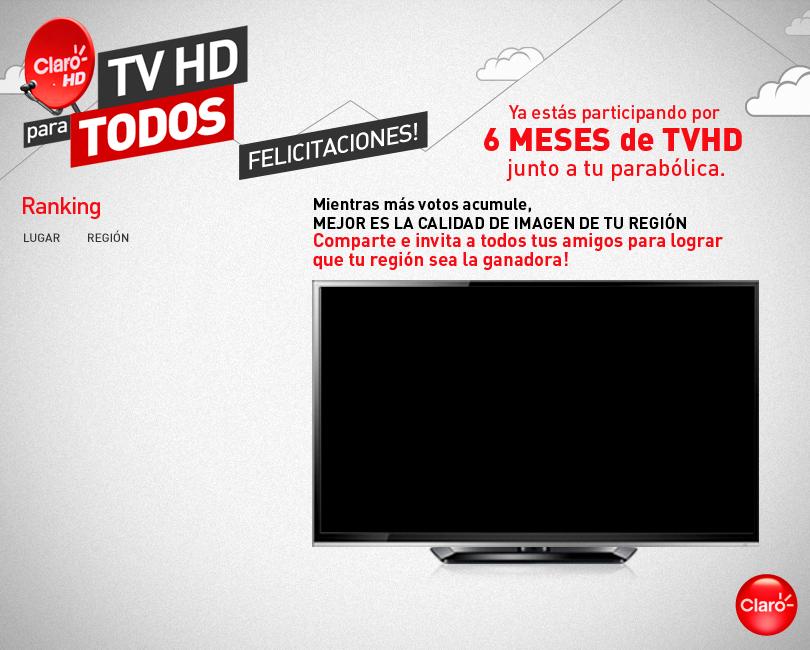 Claro
HD
TV HD
para TODOS
FELICITACIONES!
Ya estás participando por
6 MESES de TVHD
junto a tu parabólica.
Ranking
LUGAR REGIÓN
Mientras más votos acumule,
MEJOR ES LA CALIDAD DE IMAGEN DE TU REGIÓN
Comparte e invita a todos tus amigos para lograr
que tu región sea la ganadora!
Claro